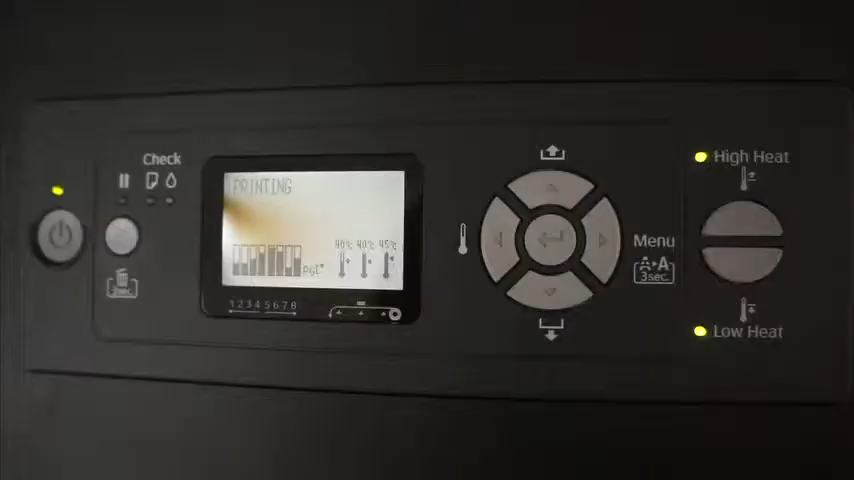 Check
PRINTING
40°C 40°C 45°C
12345678
3sec.
Menu
A
3sec.
High Heat
Low Heat